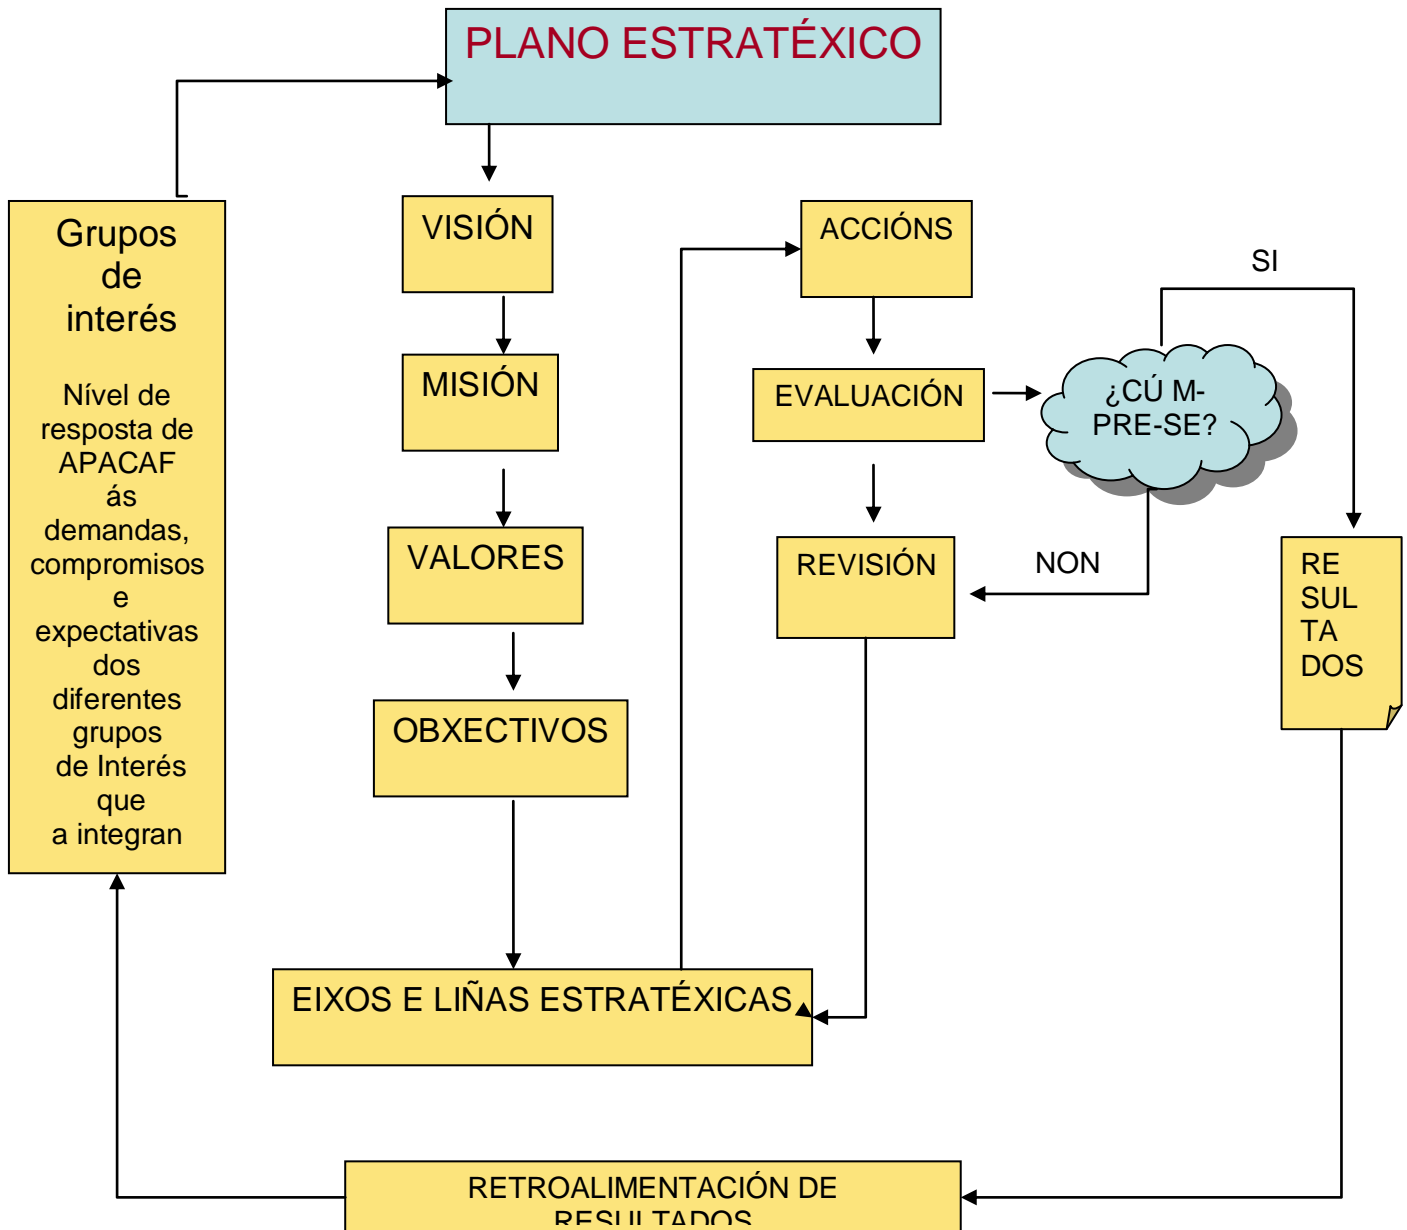 PLANO ESTRATÉXICO
Grupos
de
interés
Nível de
resposta de
APACAF
ás
demandas,
compromisos
e
expectativas
dos
diferentes
grupos
de Interés
que
a integran
VISIÓN
MISIÓN
VALORES
OBXECTIVOS
EIXOS E LIÑAS ESTRATÉXICAS
ACCIÓNS
EVALUACIÓN
REVISIÓN
¿CÚ M-
PRE-SE?
SI
NON
RE
SUL
TA
DOS
RETROALIMENTACIÓN DE
RESULTADOS